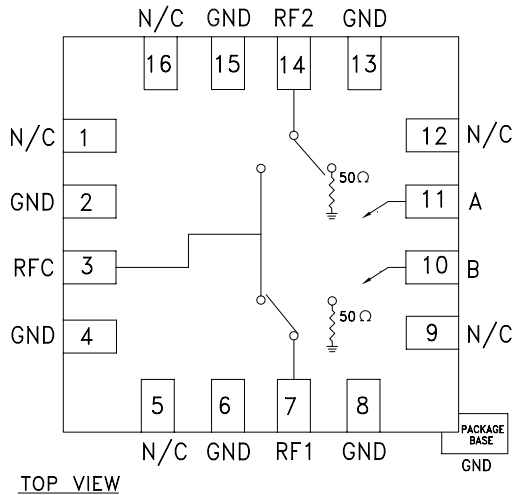 N/C GND RF2 GND
16 15 14 13
N/C 1 12 N/C
50Ω
GND 2 11 A
RFC 3 10 B
50Ω
GND 4 9 N/C
5 6 7 8
N/C GND RF1 GND
PACKAGE
BASE
GND
TOP VIEW